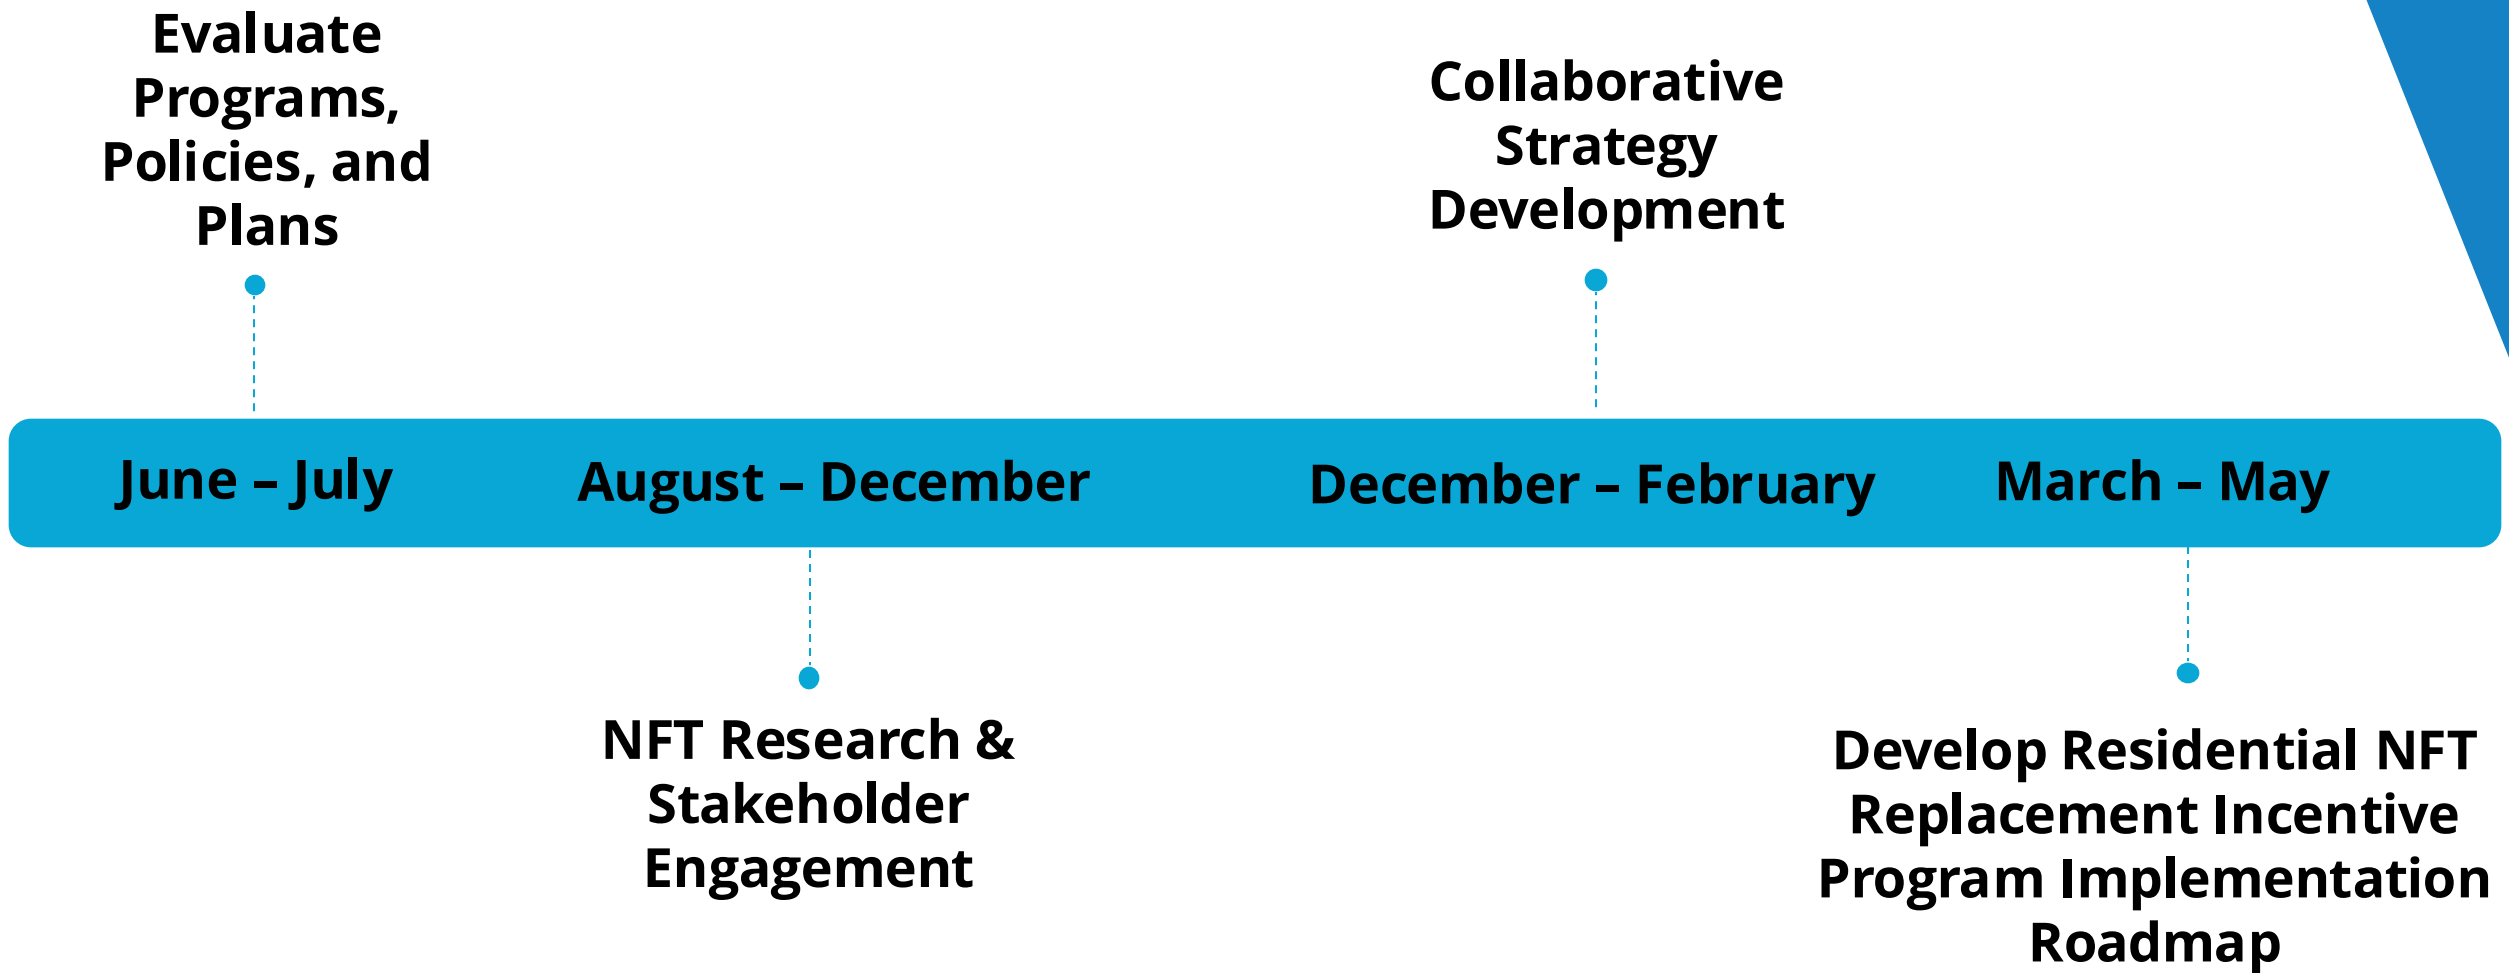 Evaluate
Programs,
Policies, and
Plans
Collaborative
Strategy
Development
June – July
August – December
December – February
March – May
NFT Research &
Stakeholder
Engagement
Develop Residential NFT
Replacement Incentive
Program Implementation
Roadmap